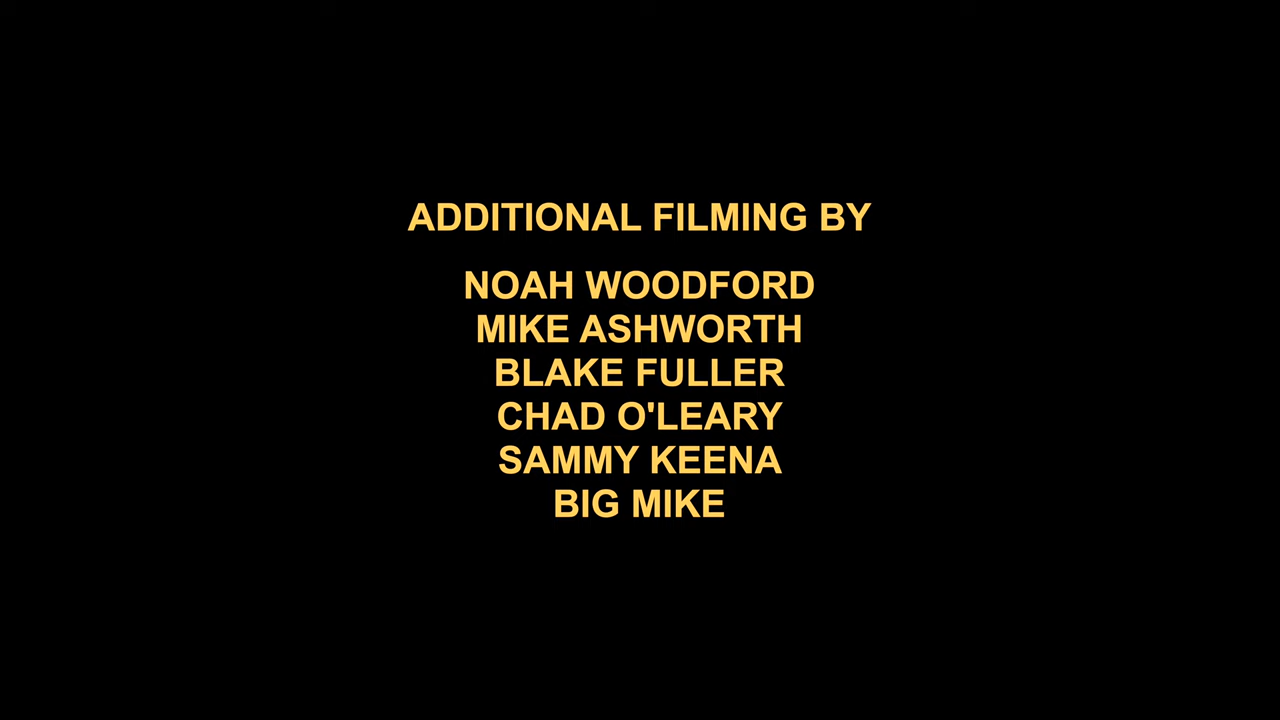 ADDITIONAL FILMING BY
NOAH WOODFORD
MIKE ASHWORTH
BLAKE FULLER
CHAD O'LEARY
SAMMY KEENA
BIG MIKE